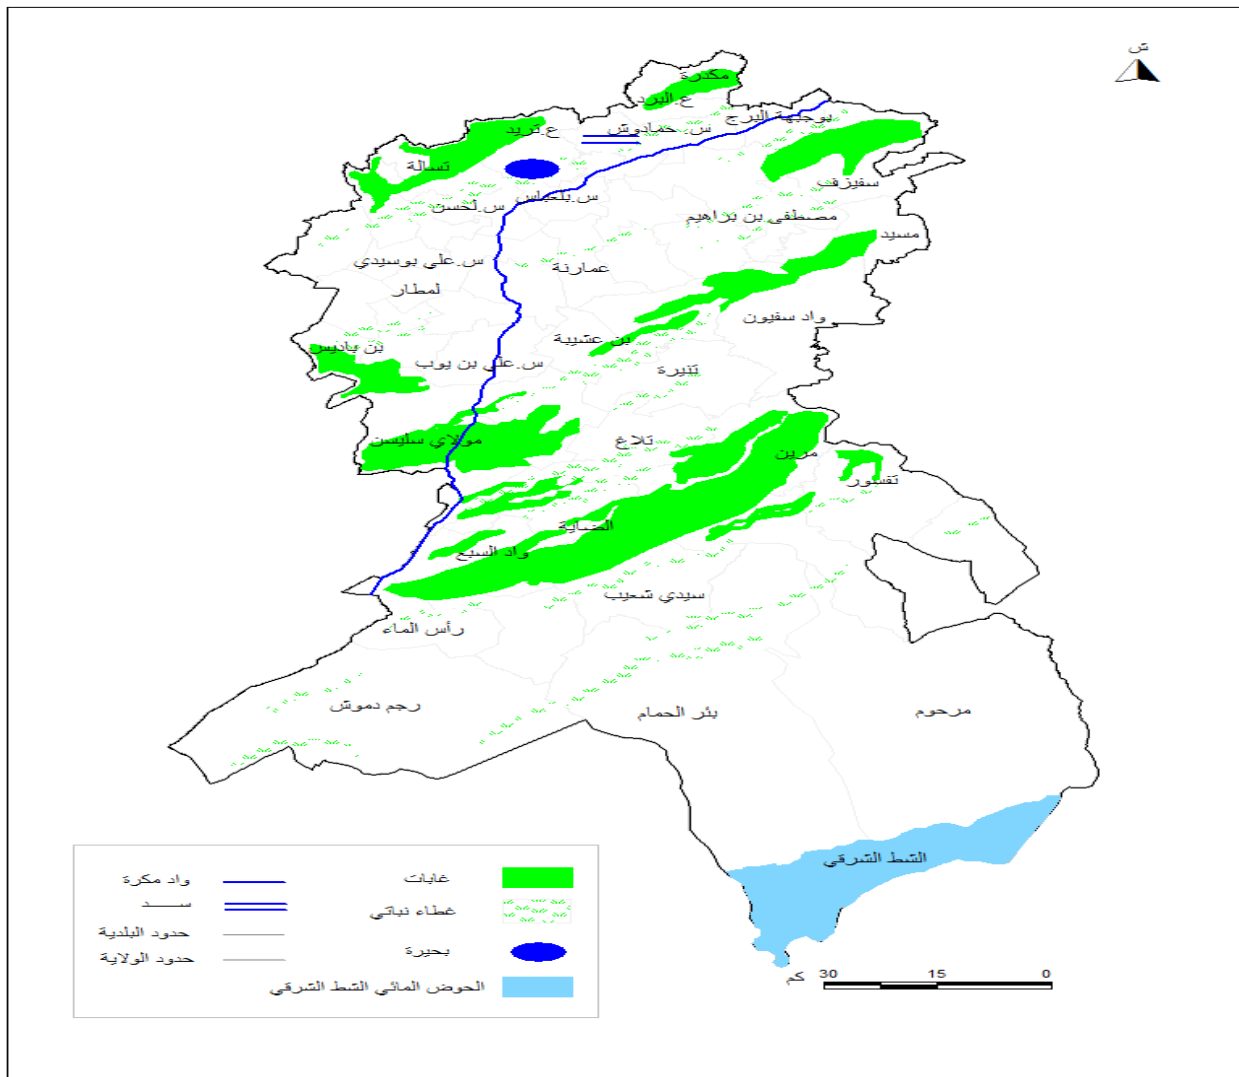 ش
مكدرة
ع.البرد
بوجبهة البرج
س. حمادوش
ع.تريد
تسالة
سفيزف
س.بلعباس
س.لحسن
مصطفى بن براهيم
مسيد
س.علي بوسيدي
عمارنة
لمطار
واد سفيون
بن عشيبة
بن باديس
س.علي بن يوب
تنيرة
مولاي سليسن
تلاغ
مرين
تفسور
الضاية
واد السبع
سيدي شعيب
رأس الماء
رجم دموش
بئر الحمام
مرحوم
الشط الشرقي
غابات
واد مكرة
غطاء نباتي
ســـــد
حدود البلدية
بحيرة
حدود الولاية
الحوض المائي الشط الشرقي
30 15 0
كم